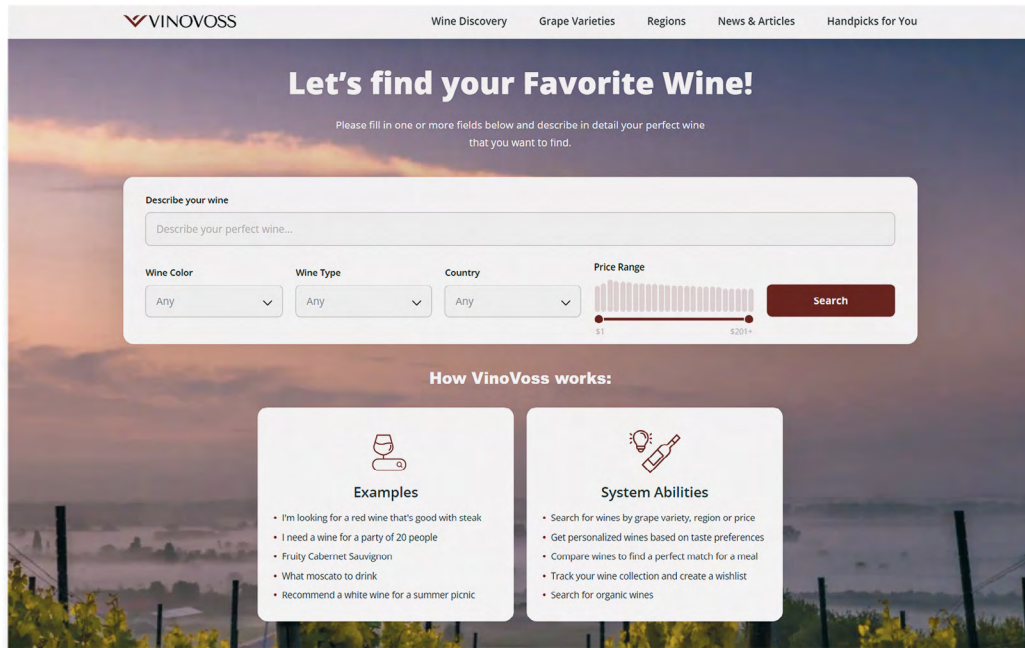 VINOVOSS
Wine Discovery
Grape Varieties
Regions
News & Articles
Handpicks for You
Let's find your Favorite Wine!
Please fill in one or more fields below and describe in detail your perfect wine
that you want to find.
Describe your wine
Describe your perfect wine...
Wine Color
Wine Type
Country
Price Range
Any
Any
Any
$1
$201+
Search
How VinoVoss works:
Examples
• I'm looking for a red wine that's good with steak
• I need a wine for a party of 20 people
• Fruity Cabernet Sauvignon
• What moscato to drink
• Recommend a white wine for a summer picnic
System Abilities
• Search for wines by grape variety, region or price
• Get personalized wines based on taste preferences
• Compare wines to find a perfect match for a meal
• Track your wine collection and create a wishlist
• Search for organic wines